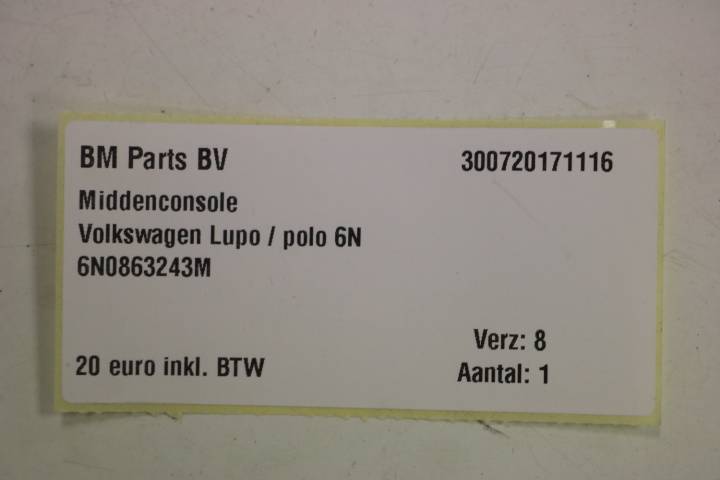 BM Parts BV 300720171116
Middenconsole
Volkswagen Lupo / polo 6N
6N0863243M
Verz: 8
20 euro inkl. BTW Aantal: 1